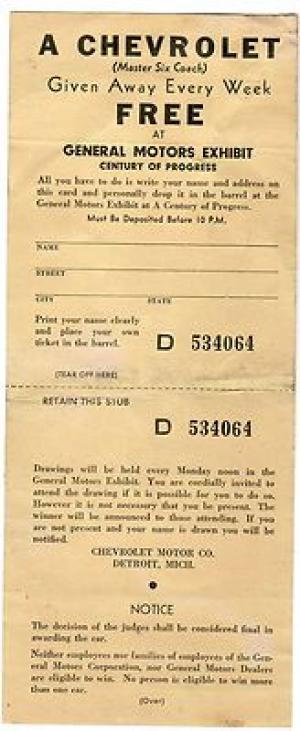 A CHEVROLET
(Master Six Coach)
Given Away Every Week
FREE
AT
GENERAL MOTORS EXHIBIT
CENTURY OF PROGRESS
All you have to do is write your name and address on
this card and personally drop it in the barrel at the
General Motors Exhibit at A Century of Progress.
Must Be Deposited Before 10 P.M.
NAME
STREET
CITY STATE
Print your name clearly
and place your own
ticket in the barrel.
D 534064
(TEAR OFF HERE)
RETAIN THIS STUB
D 534064
Drawings will be held every Monday noon in the
General Motors Exhibit. You are cordially invited to
attend the drawing if it is possible for you to do so.
However it is not necessary that you be present. The
winner will be announced to those attending. If you
are not present and your name is drawn you will be
notified.
CHEVROLET MOTOR CO.
DETROIT, MICH.
NOTICE
The decision of the judges shall be considered final in
awarding the car.
Neither employees nor families of employees of the Gen-
eral Motors Corporation, nor General Motors Dealers
are eligible to win. No person is eligible to win more
than one car.
(Over)